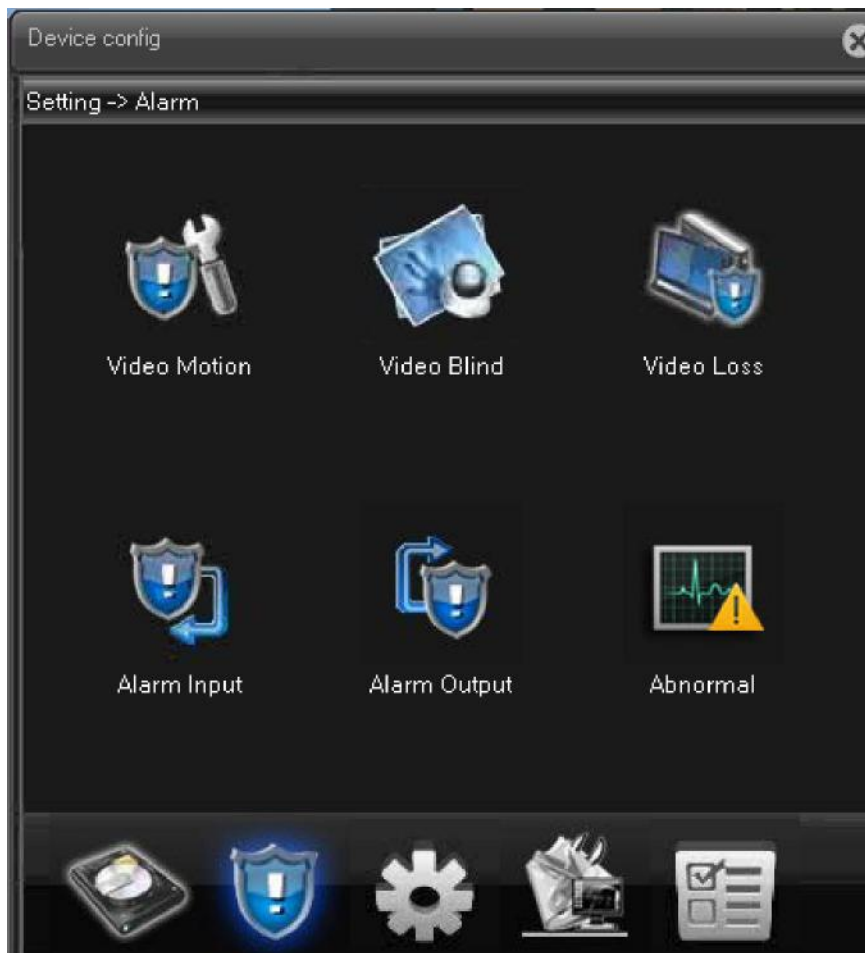 Device config
Setting -> Alarm
Video Motion
Video Blind
Video Loss
Alarm Input
Alarm Output
Abnormal